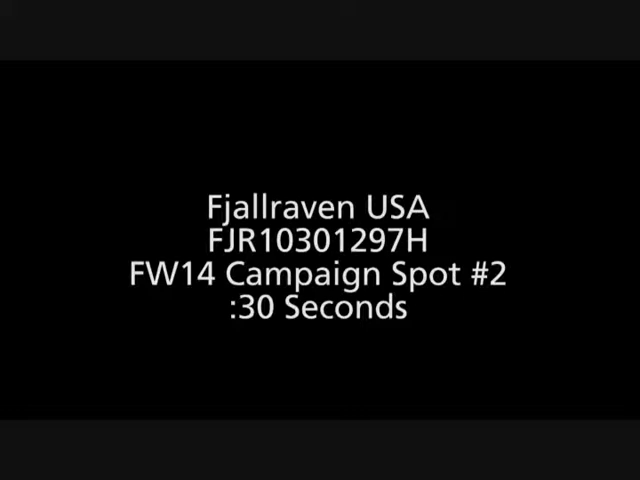 Fjallraven USA
FJR10301297H
FW14 Campaign Spot #2
:30 Seconds